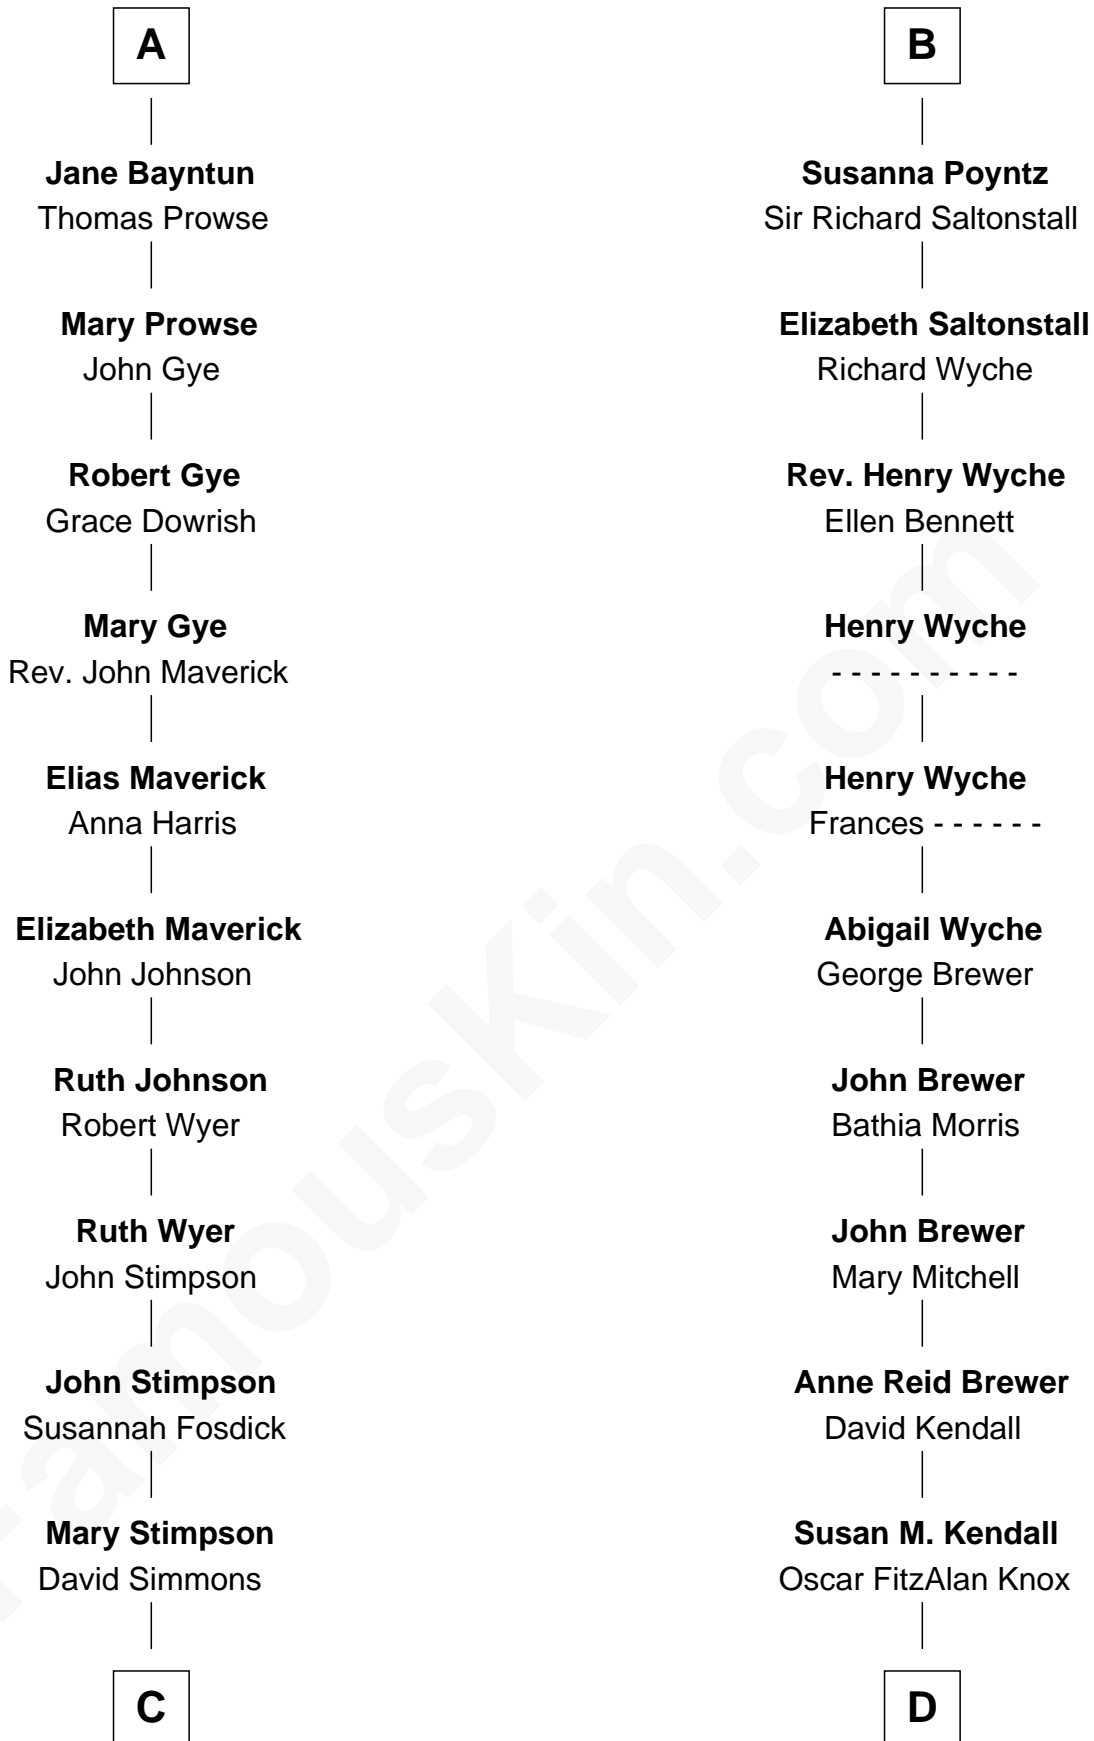 A
Jane Bayntun
Thomas Prowse
Mary Prowse
John Gye
Robert Gye
Grace Dowrish
Mary Gye
Rev. John Maverick
Elias Maverick
Anna Harris
Elizabeth Maverick
John Johnson
Ruth Johnson
Robert Wyer
Ruth Wyer
John Stimpson
John Stimpson
Susannah Fosdick
Mary Stimpson
David Simmons
C
B
Susanna Poyntz
Sir Richard Saltonstall
Elizabeth Saltonstall
Richard Wyche
Rev. Henry Wyche
Ellen Bennett
Henry Wyche
- - - - - - - - - -
Henry Wyche
Frances - - - - - -
Abigail Wyche
George Brewer
John Brewer
Bathia Morris
John Brewer
Mary Mitchell
Anne Reid Brewer
David Kendall
Susan M. Kendall
Oscar FitzAlan Knox
D
FamousKin.com